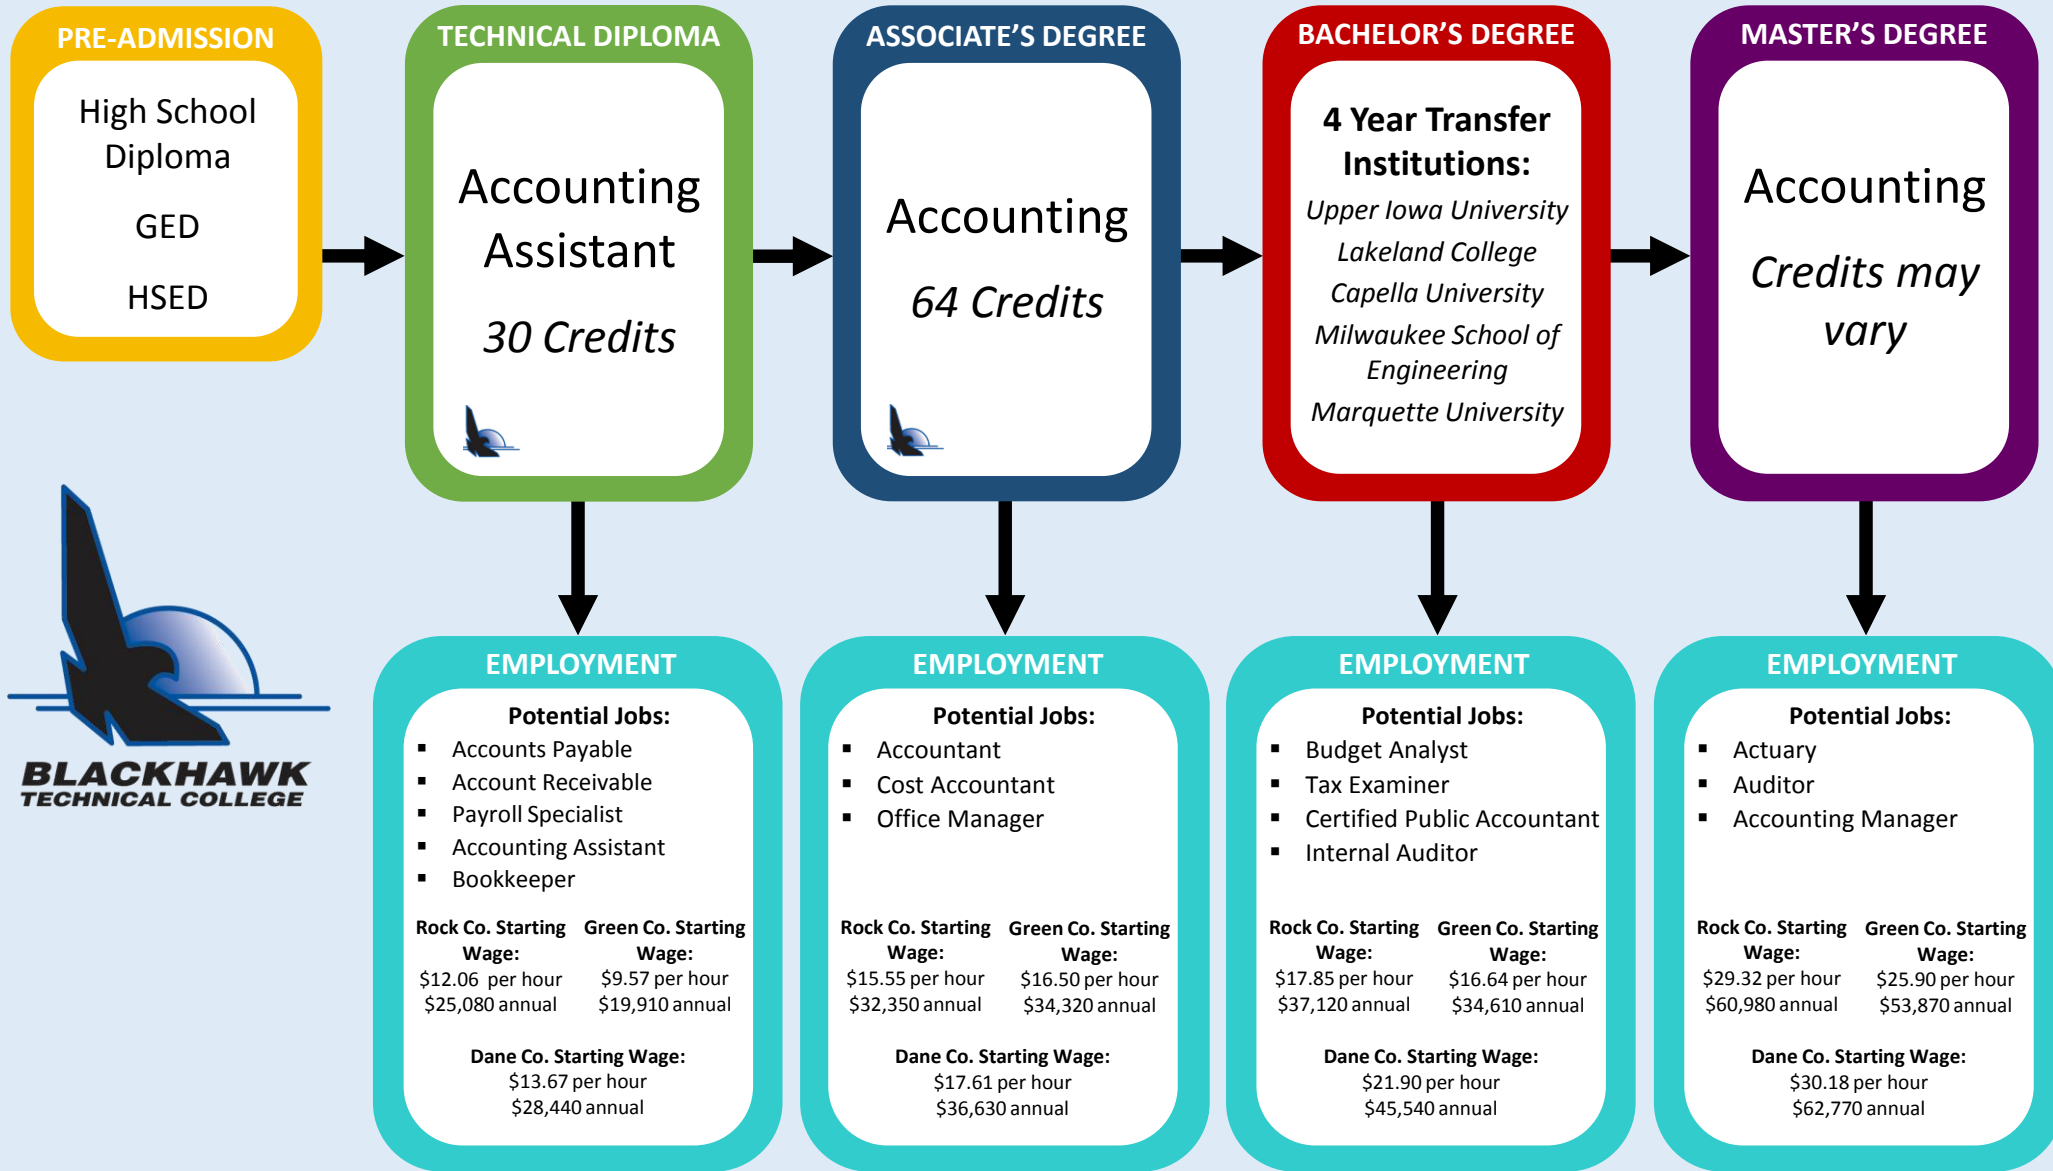 PRE-ADMISSION
High School
Diploma
GED
HSED
TECHNICAL DIPLOMA
Accounting
Assistant
30 Credits
ASSOCIATE'S DEGREE
Accounting
64 Credits
BACHELOR'S DEGREE
4 Year Transfer
Institutions:
Upper Iowa University
Lakeland College
Capella University
Milwaukee School of
Engineering
Marquette University
MASTER'S DEGREE
Accounting
Credits may
vary
BLACKHAWK
TECHNICAL COLLEGE
EMPLOYMENT
Potential Jobs:
▪ Accounts Payable
▪ Account Receivable
▪ Payroll Specialist
▪ Accounting Assistant
▪ Bookkeeper
Rock Co. Starting
Wage:
$12.06 per hour
$25,080 annual
Green Co. Starting
Wage:
$9.57 per hour
$19,910 annual
Dane Co. Starting Wage:
$13.67 per hour
$28,440 annual
EMPLOYMENT
Potential Jobs:
▪ Accountant
▪ Cost Accountant
▪ Office Manager
Rock Co. Starting
Wage:
$15.55 per hour
$32,350 annual
Green Co. Starting
Wage:
$16.50 per hour
$34,320 annual
Dane Co. Starting Wage:
$17.61 per hour
$36,630 annual
EMPLOYMENT
Potential Jobs:
▪ Budget Analyst
▪ Tax Examiner
▪ Certified Public Accountant
▪ Internal Auditor
Rock Co. Starting
Wage:
$17.85 per hour
$37,120 annual
Green Co. Starting
Wage:
$16.64 per hour
$34,610 annual
Dane Co. Starting Wage:
$21.90 per hour
$45,540 annual
EMPLOYMENT
Potential Jobs:
▪ Actuary
▪ Auditor
▪ Accounting Manager
Rock Co. Starting
Wage:
$29.32 per hour
$60,980 annual
Green Co. Starting
Wage:
$25.90 per hour
$53,870 annual
Dane Co. Starting Wage:
$30.18 per hour
$62,770 annual